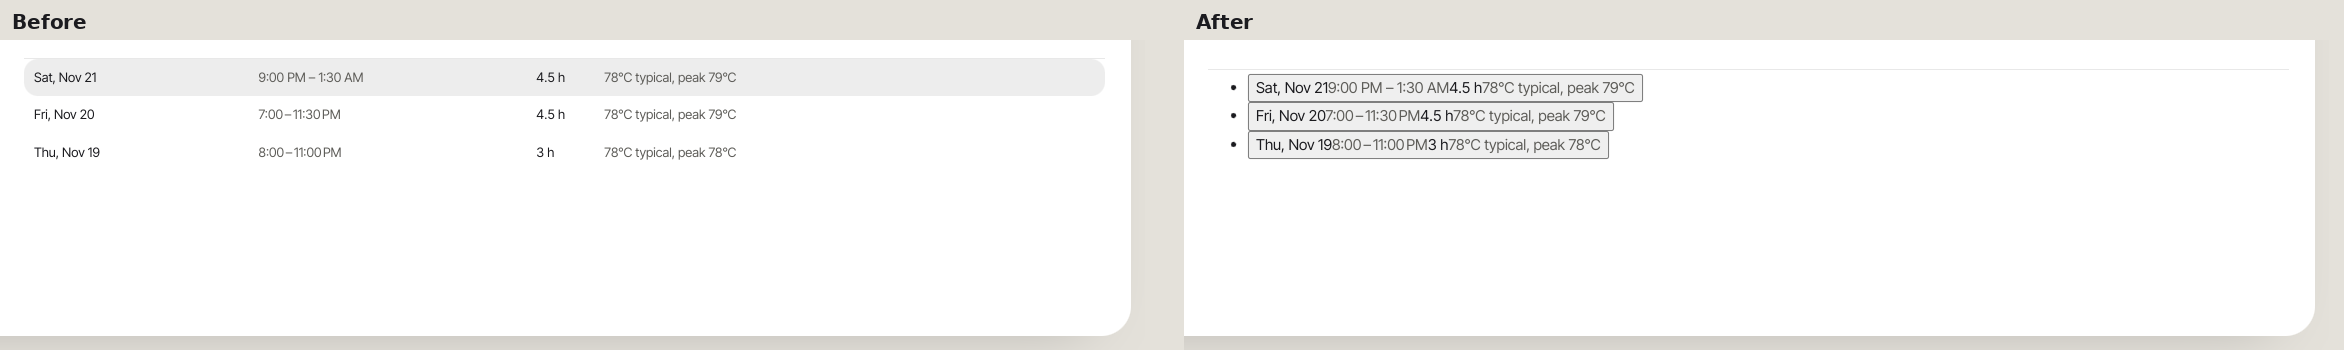 Before
Sat, Nov 21 9:00 PM – 1:30 AM 4.5 h 78°C typical, peak 79°C
Fri, Nov 20 7:00 – 11:30 PM 4.5 h 78°C typical, peak 79°C
Thu, Nov 19 8:00 – 11:00 PM 3 h 78°C typical, peak 78°C
After
• Sat, Nov 219:00 PM – 1:30 AM4.5 h78°C typical, peak 79°C
• Fri, Nov 207:00 – 11:30 PM4.5 h78°C typical, peak 79°C
• Thu, Nov 198:00 – 11:00 PM3 h78°C typical, peak 78°C